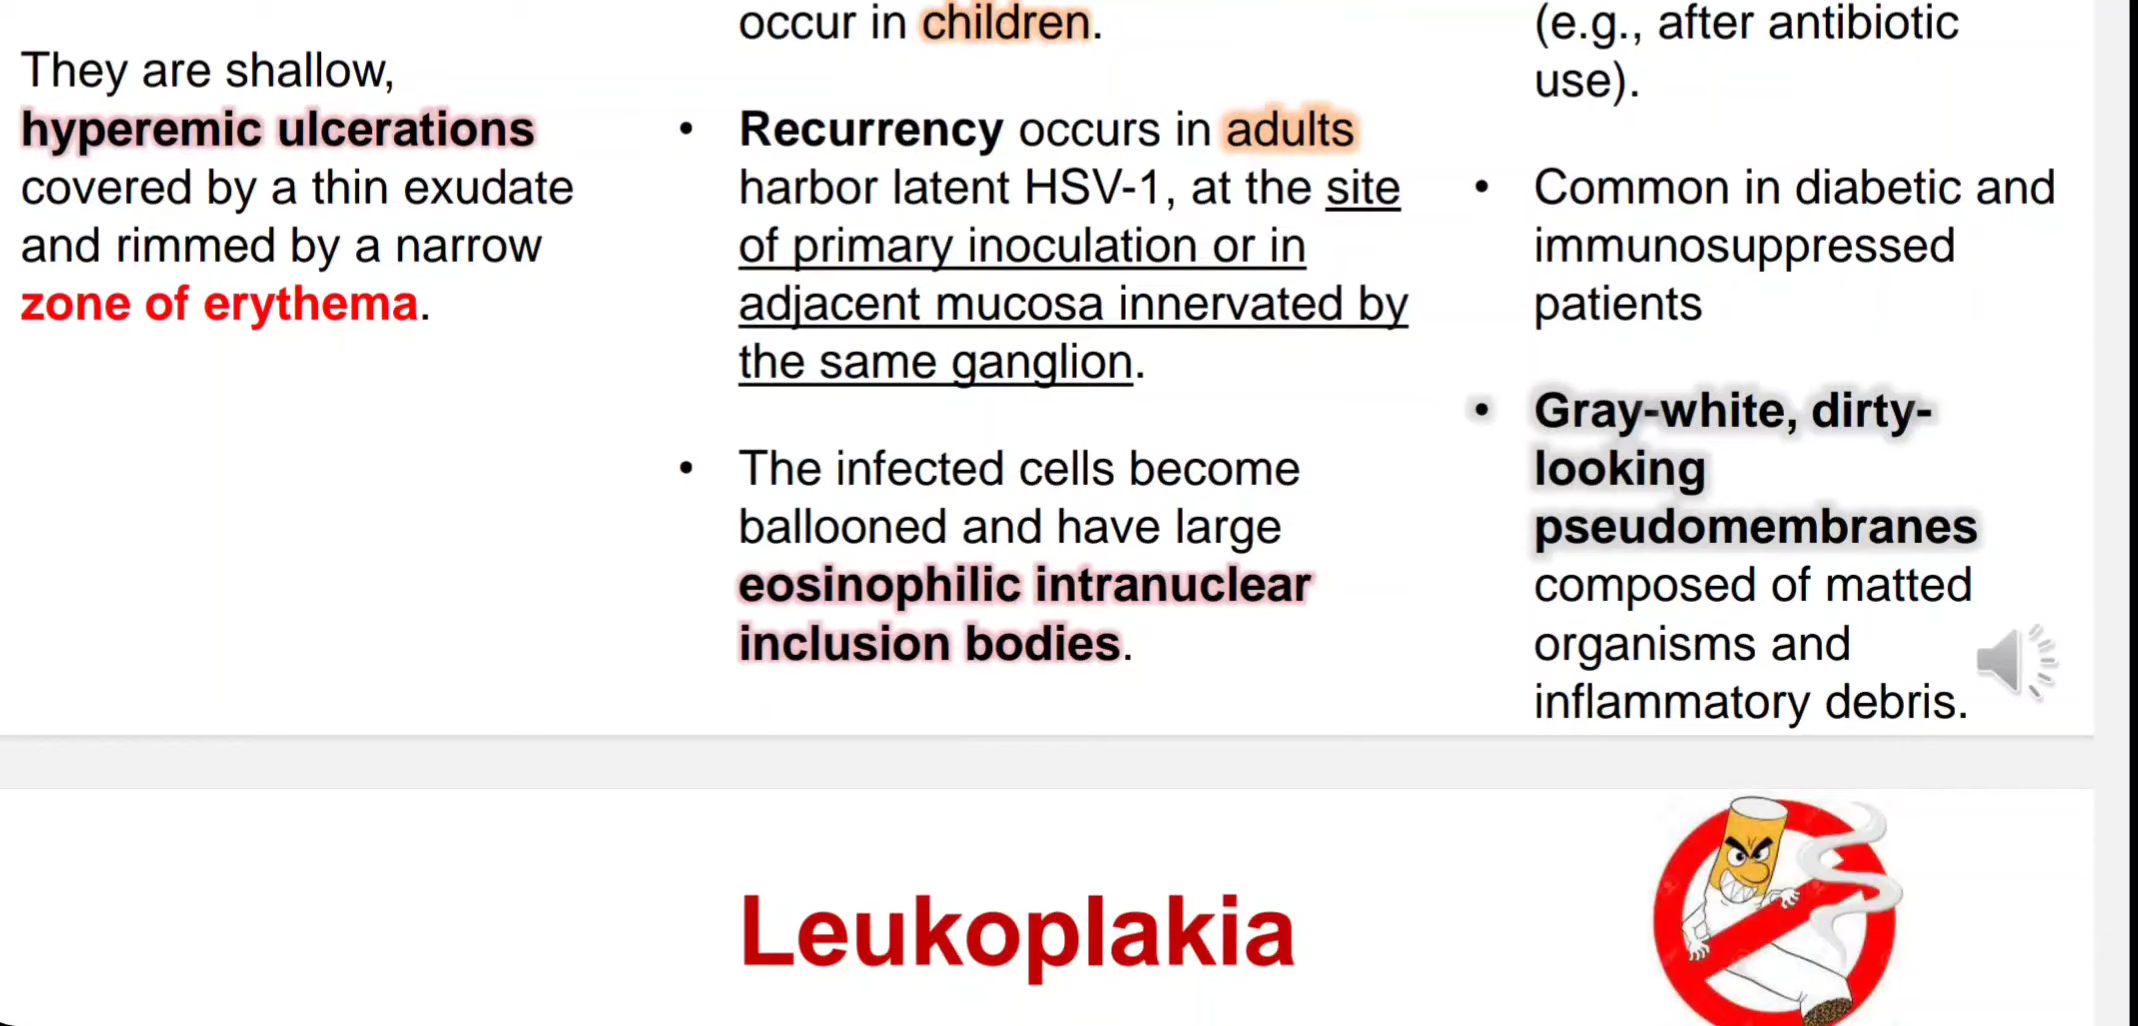 They are shallow,
hyperemic ulcerations
covered by a thin exudate
and rimmed by a narrow
zone of erythema.
occur in children.
• Recurrency occurs in adults
harbor latent HSV-1, at the site
of primary inoculation or in
adjacent mucosa innervated by
the same ganglion.
• The infected cells become
ballooned and have large
eosinophilic intranuclear
inclusion bodies.
(e.g., after antibiotic
use).
• Common in diabetic and
immunosuppressed
patients
• Gray-white, dirty-
looking
pseudomembranes
composed of matted
organisms and
inflammatory debris.
Leukoplakia